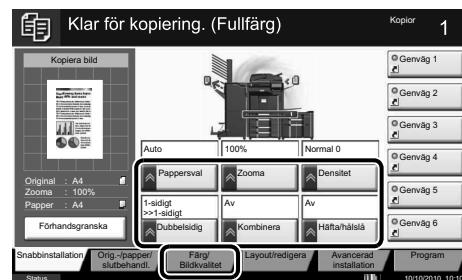 Klar för kopiering. (Fullfärg)
Kopior
1
Kopiera bild
Original : A4
Zooma : 100%
Papper : A4
Förhandsgranska
Auto
100%
Normal 0
Pappersval
Zooma
Densitet
1-sidigt
>>1-sidigt
Av
Av
Dubbelsidig
Kombinera
Häfta/hålslå
Genväg 1
Genväg 2
Genväg 3
Genväg 4
Genväg 5
Genväg 6
Snabbinstallation
Orig.-/papper/
slutbehandl.
Färg/
Bildkvalitet
Layout/redigera
Avancerad
installation
Program
Status
10/10/2010 10:10